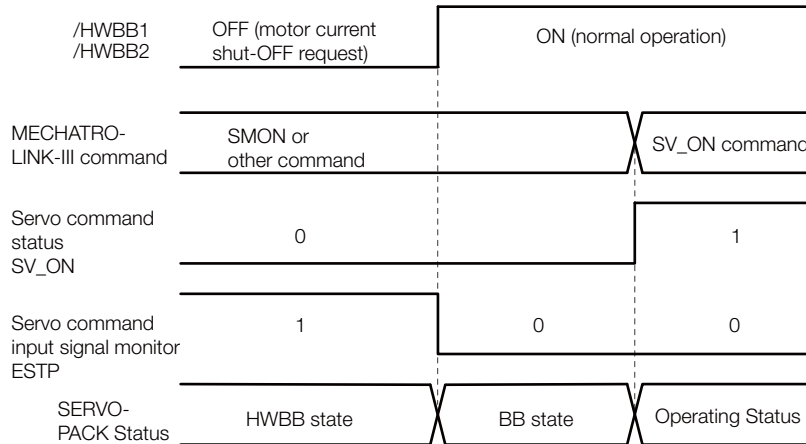 /HWBB1
/HWBB2
OFF (motor current
shut-OFF request)
ON (normal operation)
MECHATRO-
LINK-III command
SMON or
other command
SV_ON command
Servo command
status
SV_ON
0
1
Servo command
input signal monitor
ESTP
1
0
0
SERVO-
PACK Status
HWBB state
BB state
Operating Status